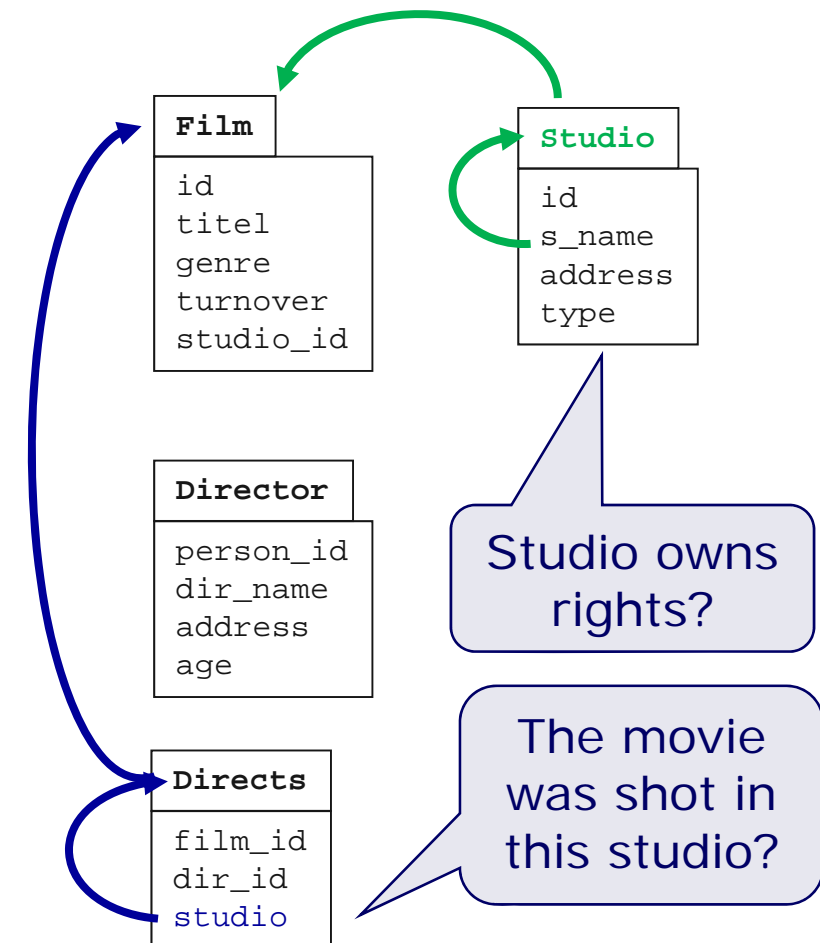 Film
id
titel
genre
turnover
studio_id
Studio
id
s_name
address
type
Director
person_id
dir_name
address
age
Studio owns
rights?
Directs
film_id
dir_id
studio
The movie
was shot in
this studio?